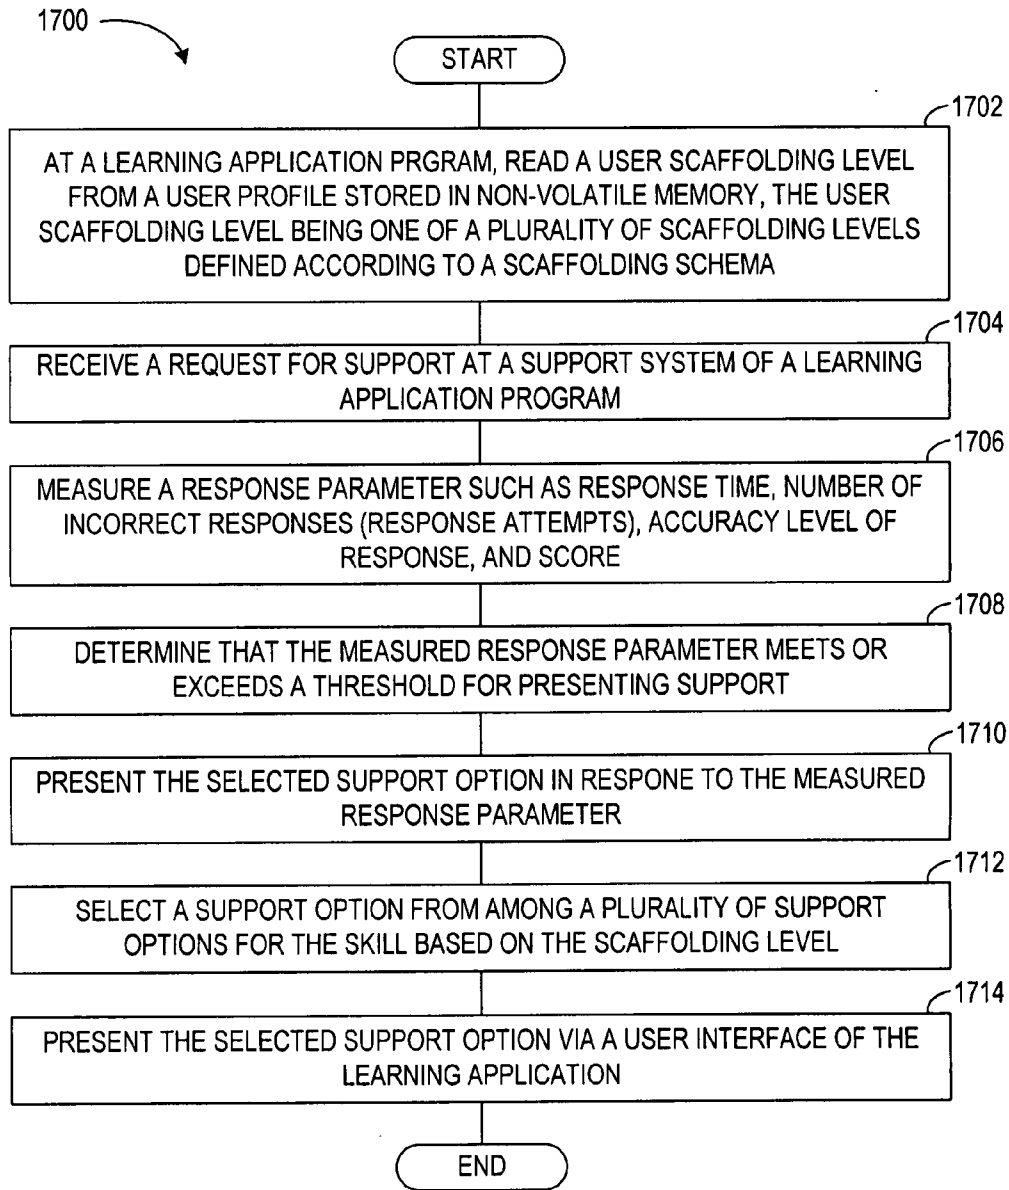 1700
START
1702
AT A LEARNING APPLICATION PRGRAM, READ A USER SCAFFOLDING LEVEL
FROM A USER PROFILE STORED IN NON-VOLATILE MEMORY, THE USER
SCAFFOLDING LEVEL BEING ONE OF A PLURALITY OF SCAFFOLDING LEVELS
DEFINED ACCORDING TO A SCAFFOLDING SCHEMA
1704
RECEIVE A REQUEST FOR SUPPORT AT A SUPPORT SYSTEM OF A LEARNING
APPLICATION PROGRAM
1706
MEASURE A RESPONSE PARAMETER SUCH AS RESPONSE TIME, NUMBER OF
INCORRECT RESPONSES (RESPONSE ATTEMPTS), ACCURACY LEVEL OF
RESPONSE, AND SCORE
1708
DETERMINE THAT THE MEASURED RESPONSE PARAMETER MEETS OR
EXCEEDS A THRESHOLD FOR PRESENTING SUPPORT
1710
PRESENT THE SELECTED SUPPORT OPTION IN RESPONE TO THE MEASURED
RESPONSE PARAMETER
1712
SELECT A SUPPORT OPTION FROM AMONG A PLURALITY OF SUPPORT
OPTIONS FOR THE SKILL BASED ON THE SCAFFOLDING LEVEL
1714
PRESENT THE SELECTED SUPPORT OPTION VIA A USER INTERFACE OF THE
LEARNING APPLICATION
END